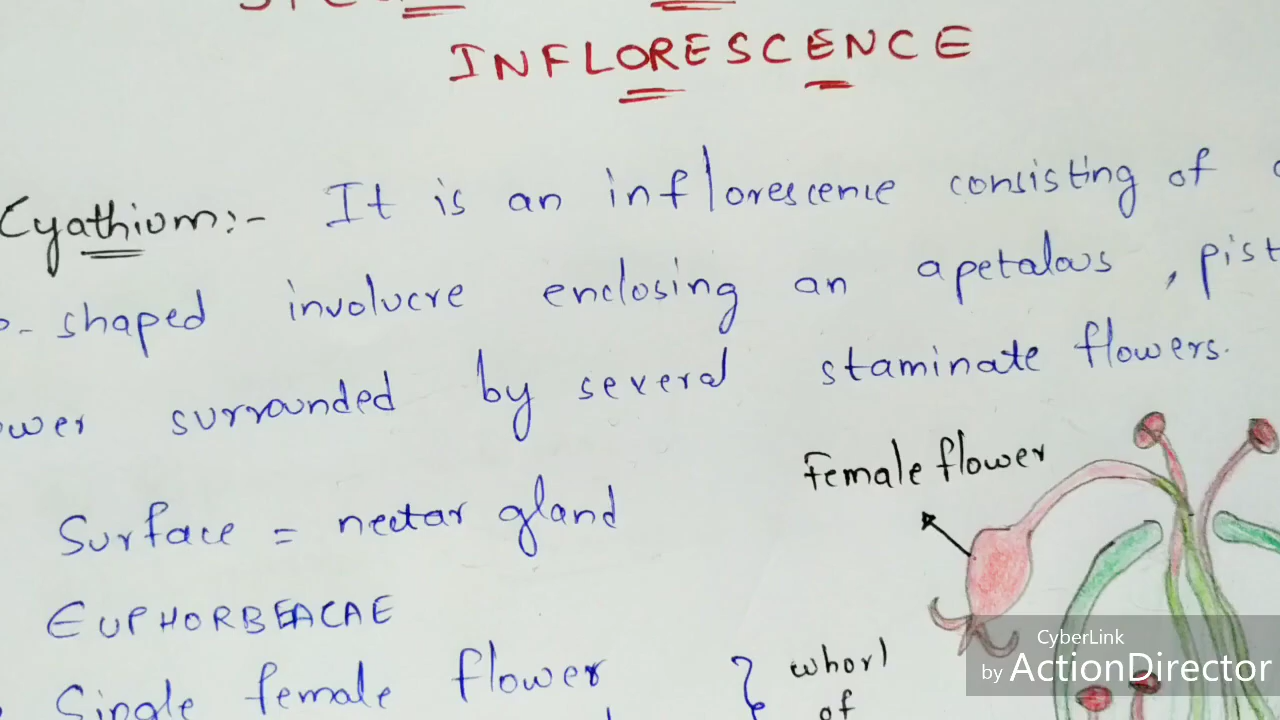 INFLORESCENCE
Cyathium:- It is an inflorescence consisting of
- shaped involucre enclosing an apetalous , pist
ower surrounded by several staminate flowers.
Female flower
Surface = nectar gland
EUPHORBEACAE
Single female flower } whorl
of
CyberLink
by ActionDirector